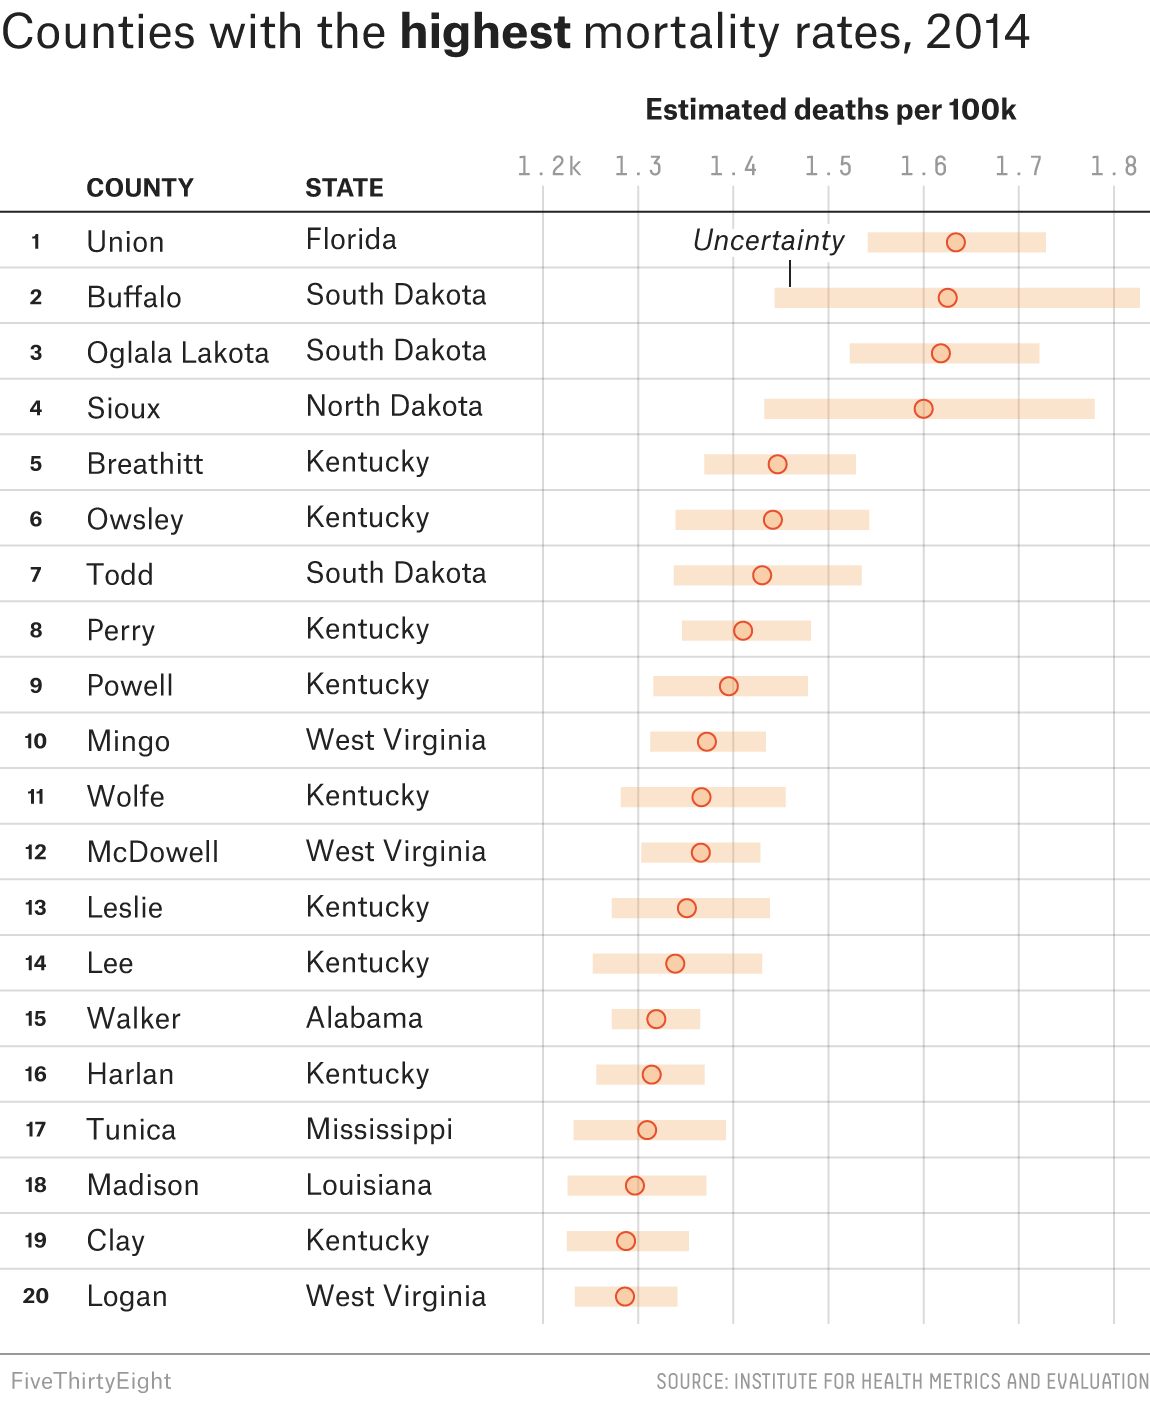 Counties with the highest mortality rates, 2014
Estimated deaths per 100k
1.2k 1.3 1.4 1.5 1.6 1.7 1.8
COUNTY STATE
1 Union Florida
Uncertainty
2 Buffalo South Dakota
3 Oglala Lakota South Dakota
4 Sioux North Dakota
5 Breathitt Kentucky
6 Owsley Kentucky
7 Todd South Dakota
8 Perry Kentucky
9 Powell Kentucky
10 Mingo West Virginia
11 Wolfe Kentucky
12 McDowell West Virginia
13 Leslie Kentucky
14 Lee Kentucky
15 Walker Alabama
16 Harlan Kentucky
17 Tunica Mississippi
18 Madison Louisiana
19 Clay Kentucky
20 Logan West Virginia
FiveThirtyEight SOURCE: INSTITUTE FOR HEALTH METRICS AND EVALUATION